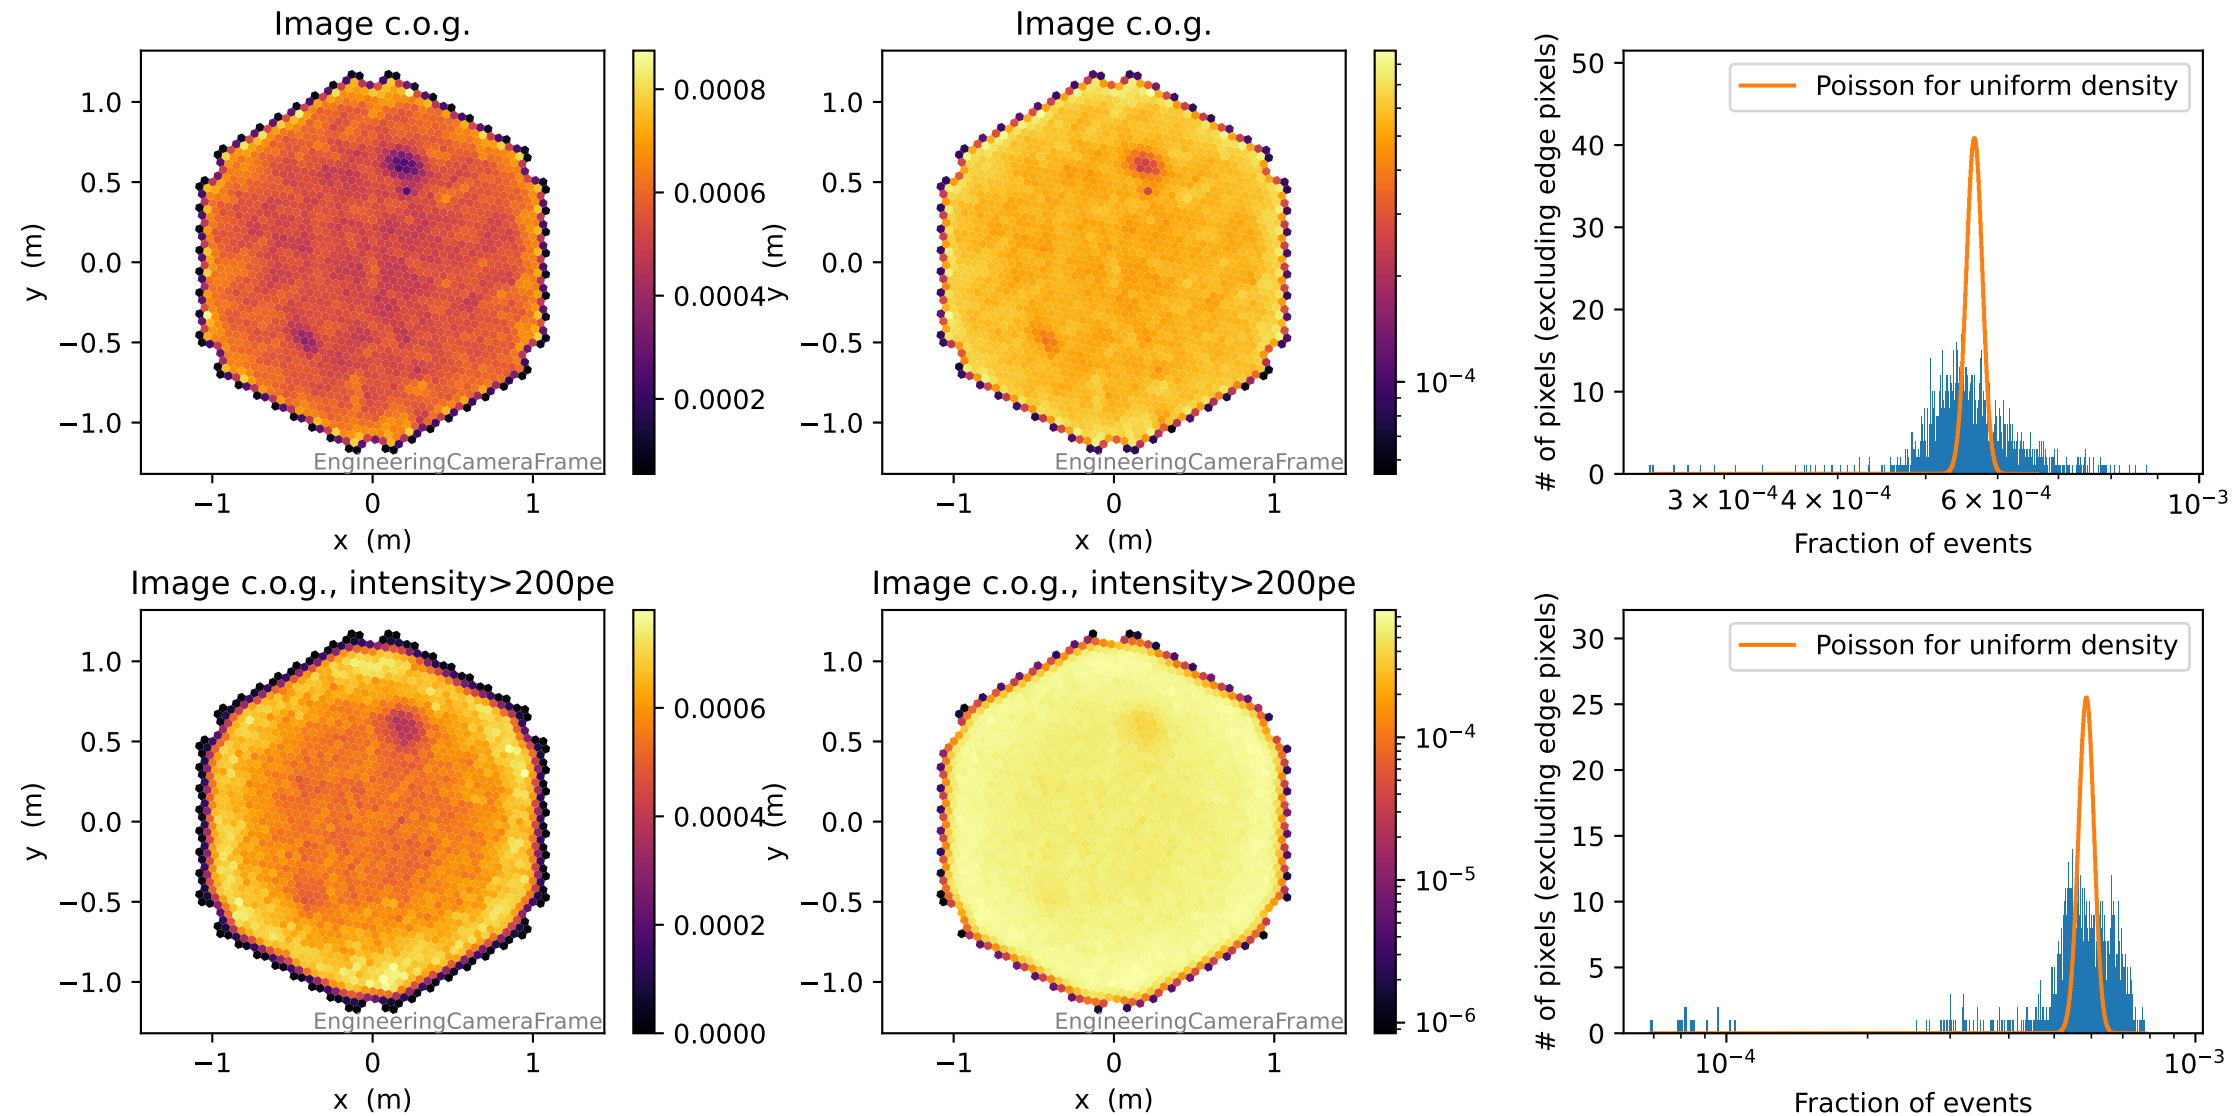 Image c.o.g.
1.0
0.5
0.0
−0.5
−1.0
y (m)
−1
0
1
x (m)
EngineeringCameraFrame
0.0008
0.0006
0.0004
0.0002
Image c.o.g.
1.0
0.5
0.0
−0.5
−1.0
y (m)
−1
0
1
x (m)
EngineeringCameraFrame
10⁻⁴
# of pixels (excluding edge pixels)
50
40
30
20
10
0
Poisson for uniform density
3 × 10⁻⁴
4 × 10⁻⁴
6 × 10⁻⁴
10⁻³
Fraction of events
Image c.o.g., intensity>200pe
1.0
0.5
0.0
−0.5
−1.0
y (m)
−1
0
1
x (m)
EngineeringCameraFrame
0.0006
0.0004
0.0002
0.0000
Image c.o.g., intensity>200pe
1.0
0.5
0.0
−0.5
−1.0
y (m)
−1
0
1
x (m)
EngineeringCameraFrame
10⁻⁴
10⁻⁵
10⁻⁶
# of pixels (excluding edge pixels)
30
25
20
15
10
5
0
Poisson for uniform density
10⁻⁴
10⁻³
Fraction of events